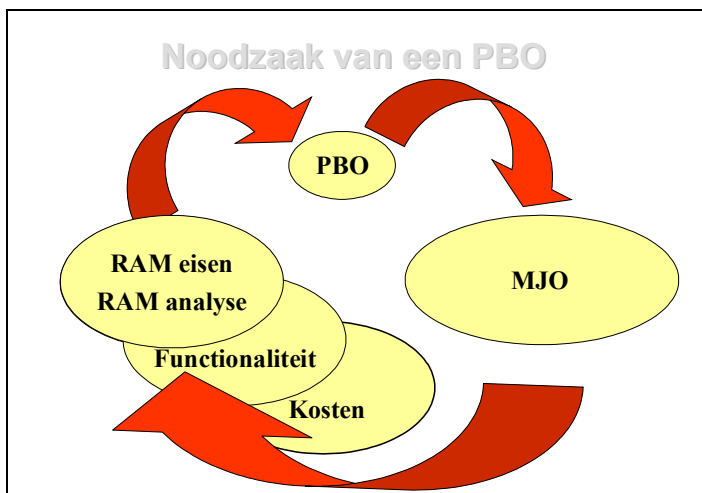 Noodzaak van een PBO
PBO
RAM eisen
RAM analyse
MJO
Functionaliteit
Kosten